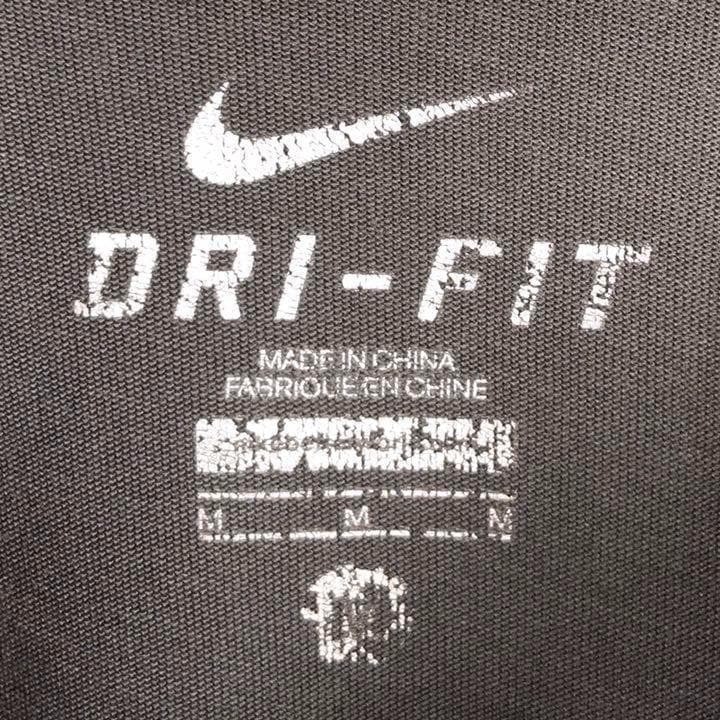 DRI-FIT
MADE IN CHINA
FABRIQUE EN CHINE
M M M